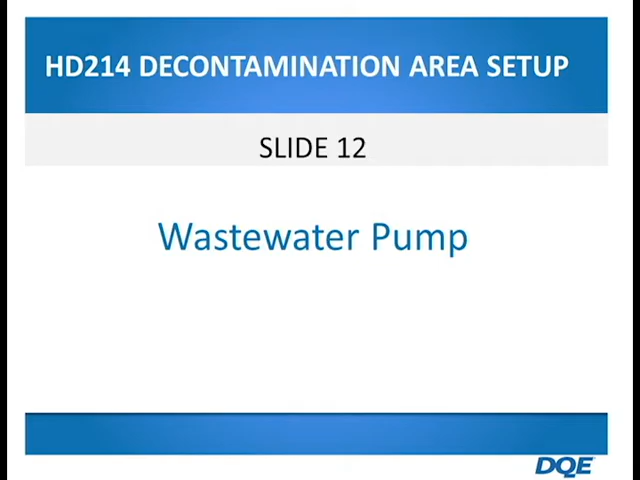 HD214 DECONTAMINATION AREA SETUP
SLIDE 12
Wastewater Pump
DQE